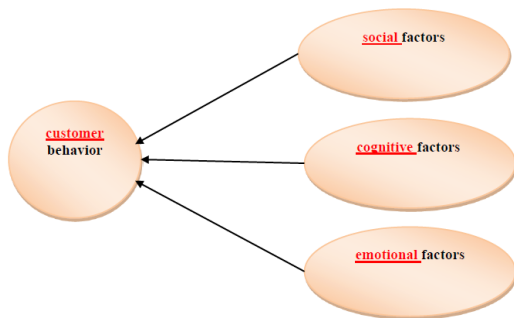 social factors
customer
behavior
cognitive factors
emotional factors